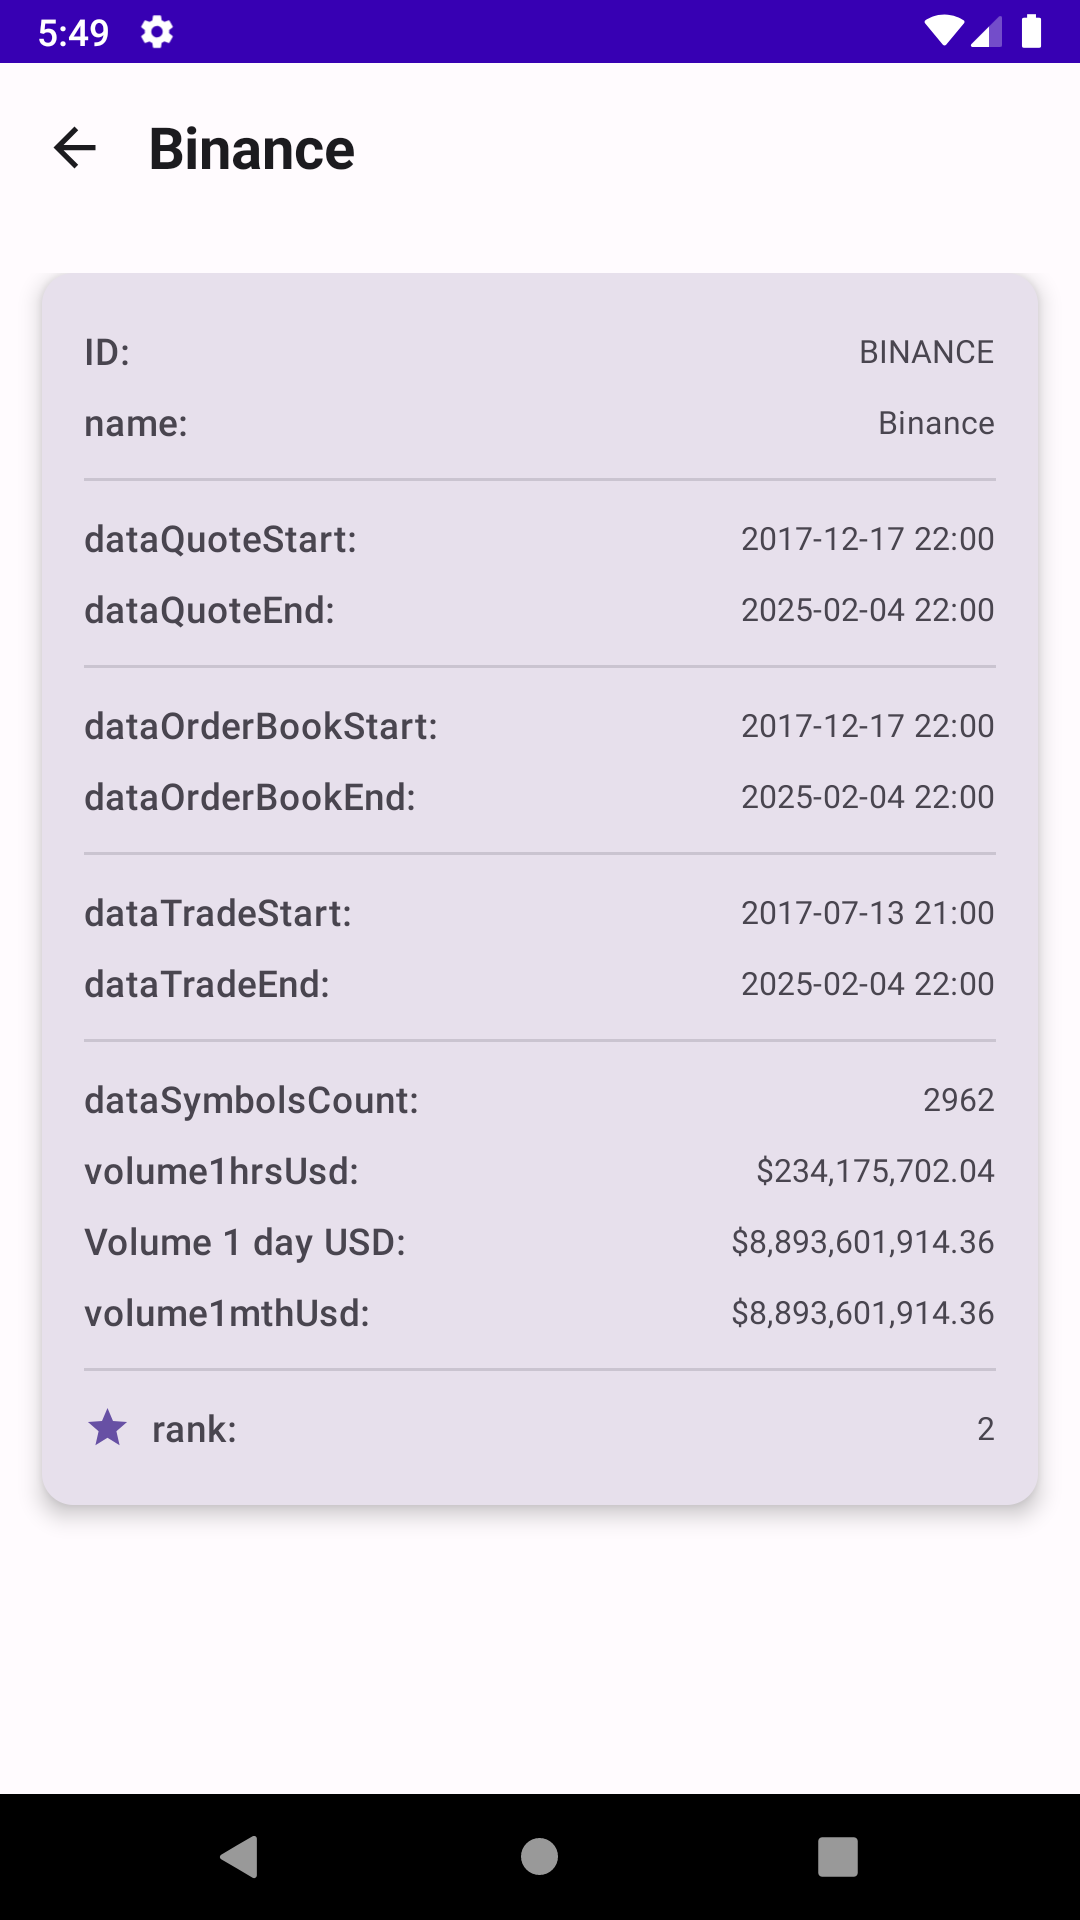 5:49
Binance
ID: BINANCE
name: Binance
dataQuoteStart: 2017-12-17 22:00
dataQuoteEnd: 2025-02-04 22:00
dataOrderBookStart: 2017-12-17 22:00
dataOrderBookEnd: 2025-02-04 22:00
dataTradeStart: 2017-07-13 21:00
dataTradeEnd: 2025-02-04 22:00
dataSymbolsCount: 2962
volume1hrsUsd: $234,175,702.04
Volume 1 day USD: $8,893,601,914.36
volume1mthUsd: $8,893,601,914.36
rank: 2